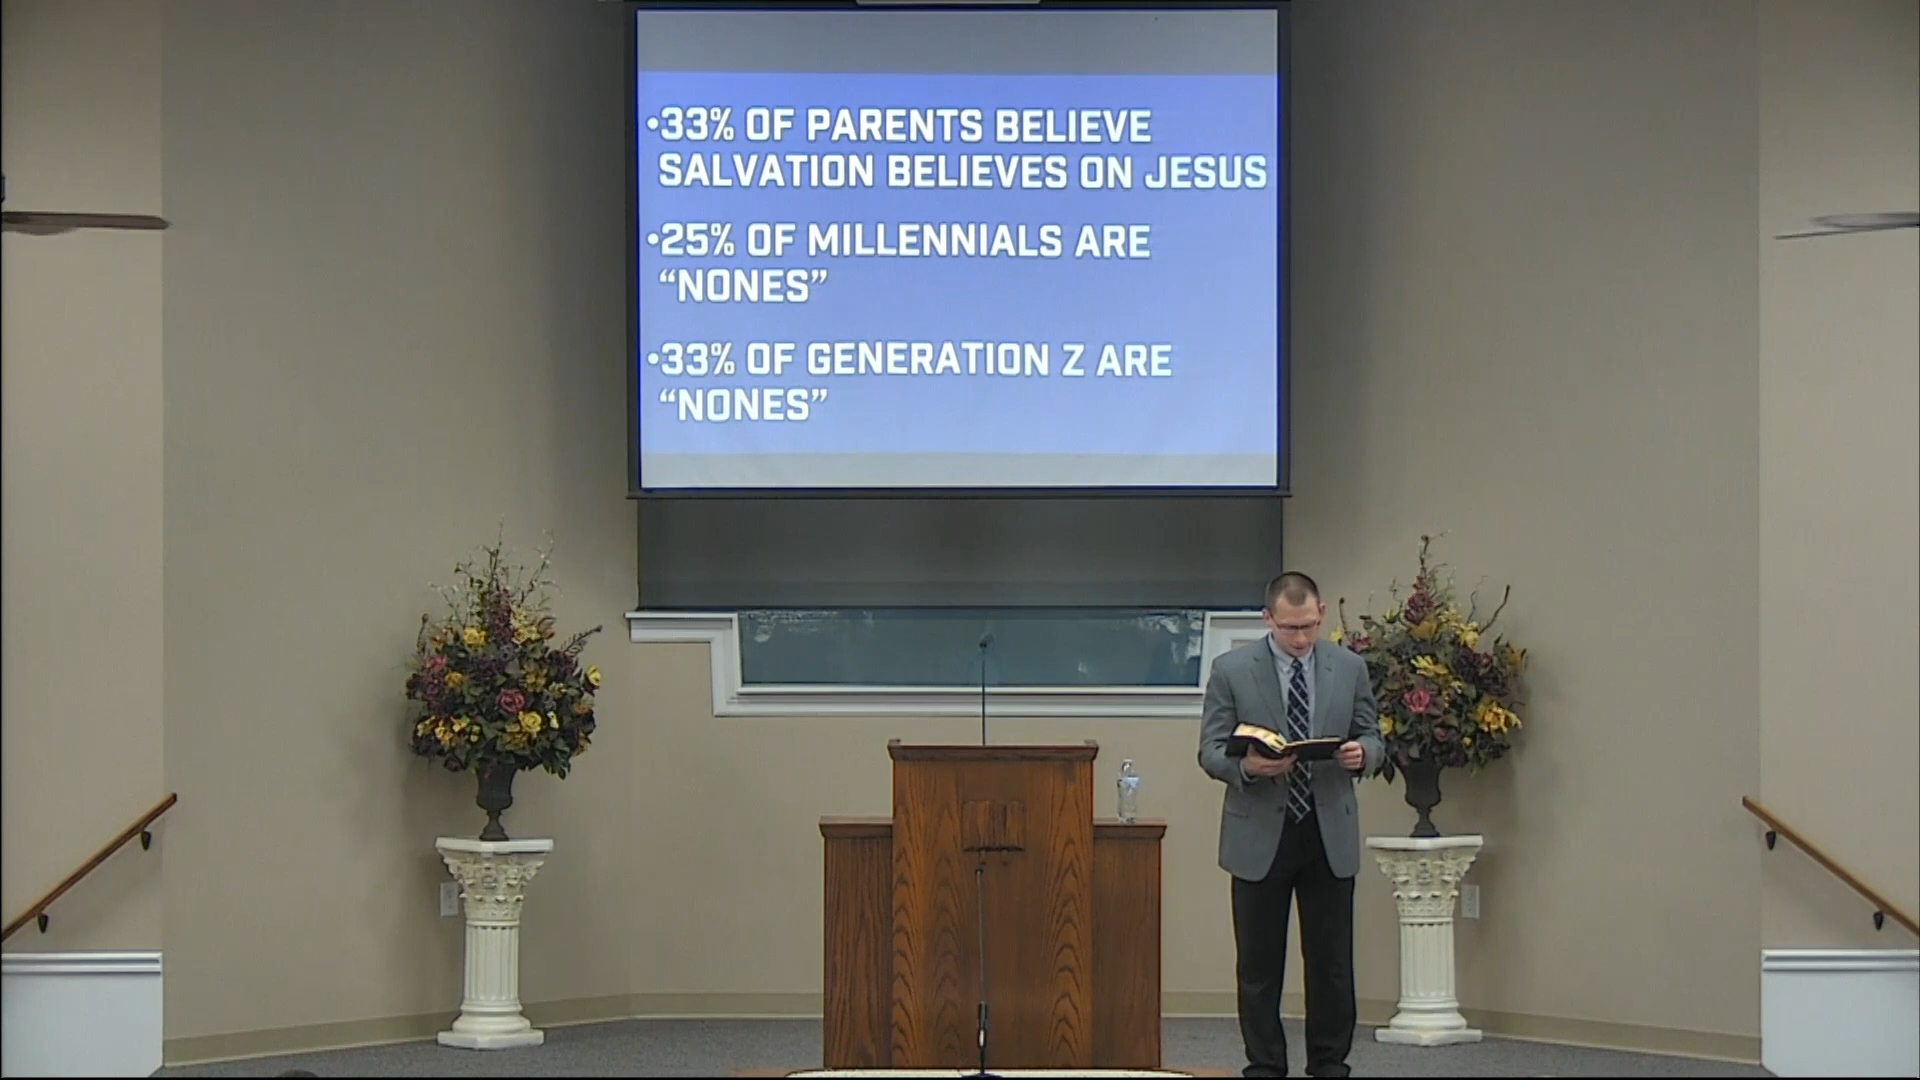 •33% OF PARENTS BELIEVE
SALVATION BELIEVES ON JESUS
•25% OF MILLENNIALS ARE
“NONES”
•33% OF GENERATION Z ARE
“NONES”